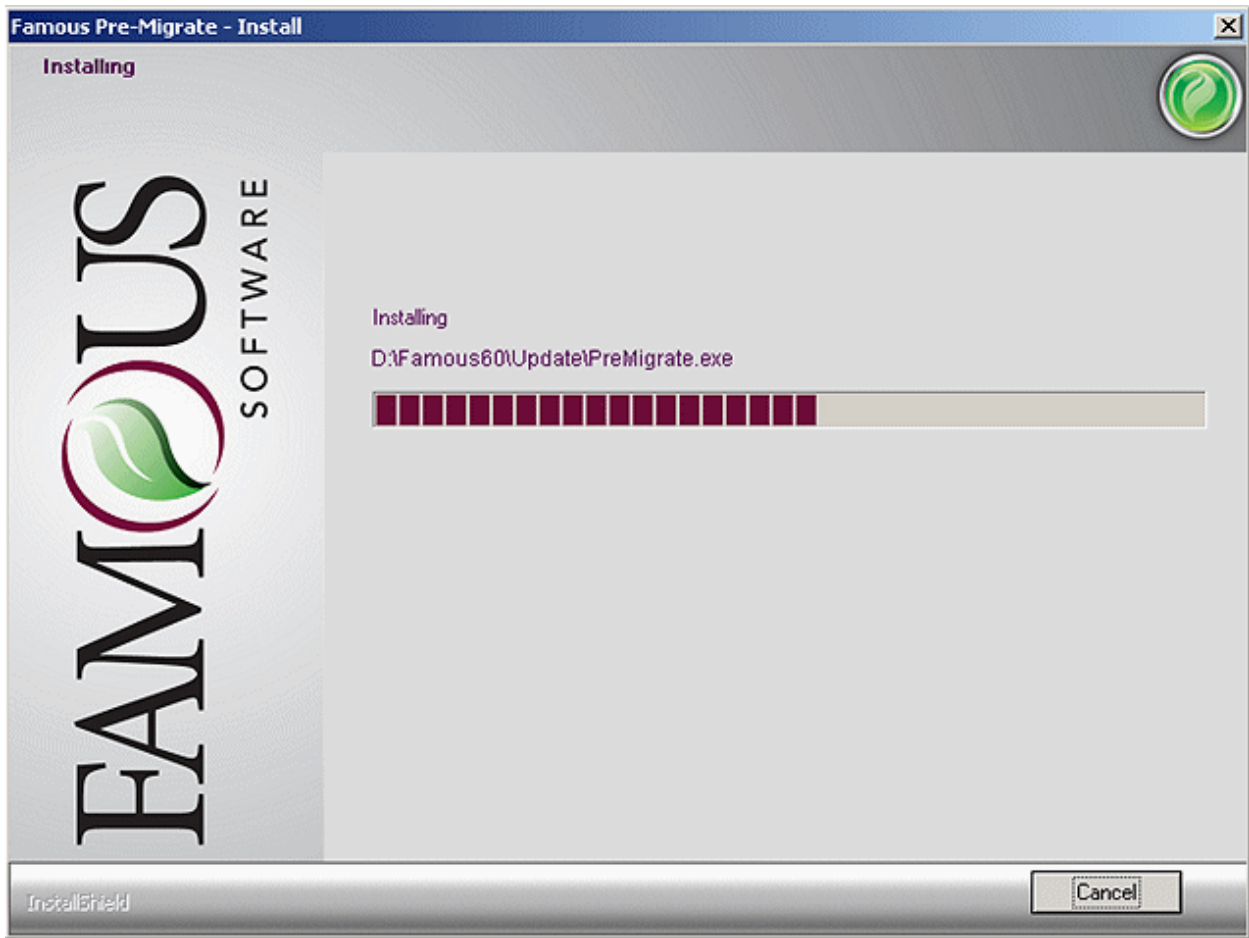 Famous Pre-Migrate - Install
Installing
FAMOUS
SOFTWARE
Installing
D:\Famous60\Update\PreMigrate.exe
InstallShield
Cancel